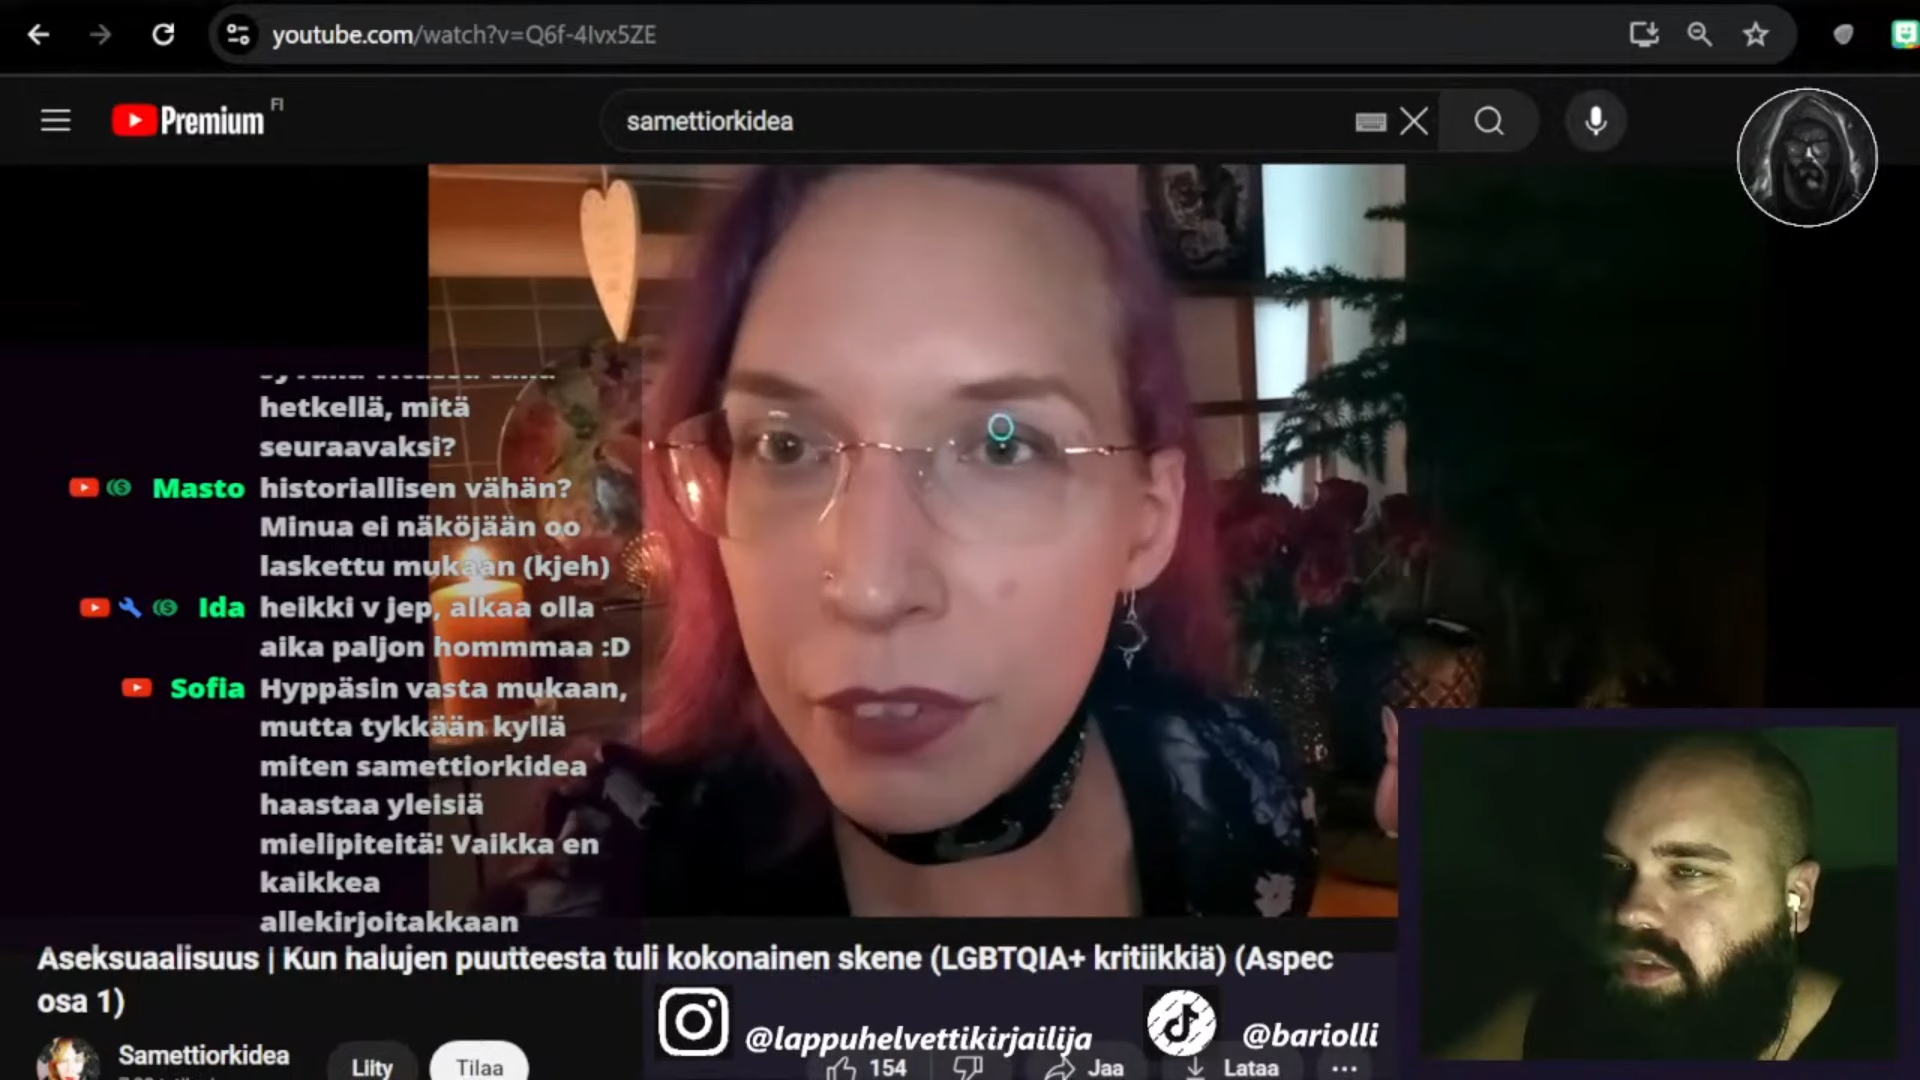 youtube.com/watch?v=Q6f-4lvx5ZE
Premium FI
samettiorkidea
hetkellä, mitä
seuraavaksi?
Masto historiallisen vähän?
Minua ei näköjään oo
laskettu mukaan (kjeh)
Ida heikki v jep, alkaa olla
aika paljon hommmaa :D
Sofia Hyppäsin vasta mukaan,
mutta tykkään kyllä
miten samettiorkidea
haastaa yleisiä
mielipiteitä! Vaikka en
kaikkea
allekirjoitakkaan
Aseksuaalisuus | Kun halujen puutteesta tuli kokonainen skene (LGBTQIA+ kritiikkiä) (Aspec
osa 1)
@lappuhelvettikirjailija
@bariolli
Samettiorkidea
Liity
Tilaa
154
Jaa
Lataa